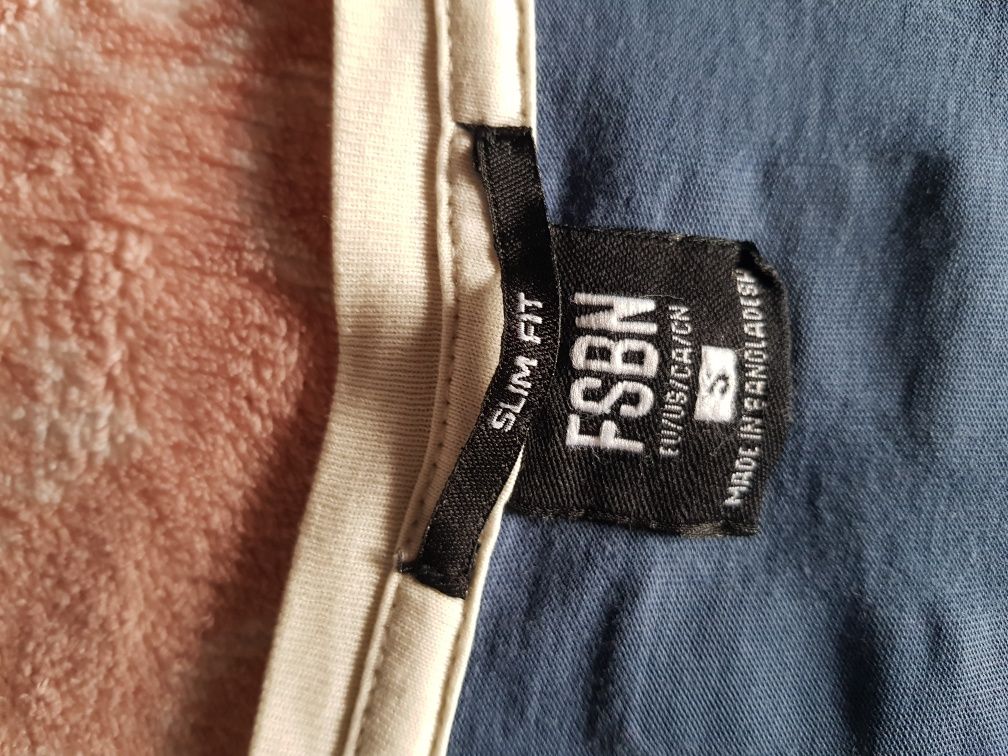 SLIM FIT
FSBN
EU/US/CA/CN
S
MADE IN BANGLADESH